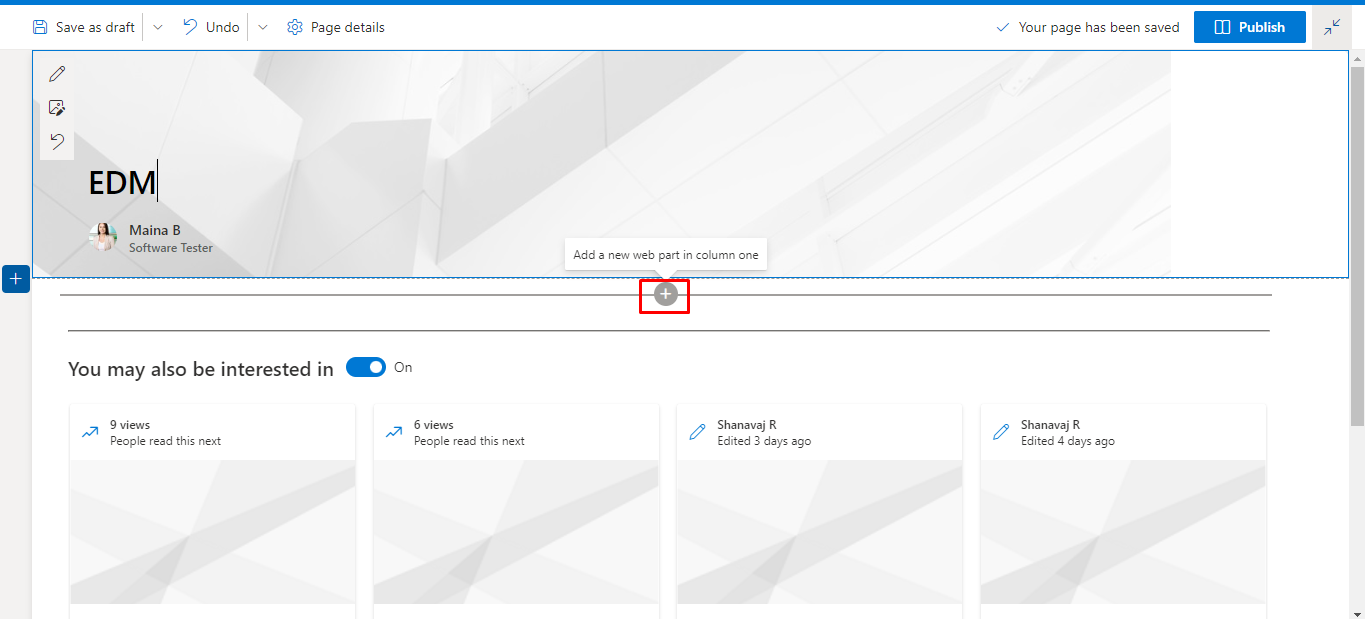 Save as draft Undo Page details Your page has been saved Publish
EDM
Maina B
Software Tester
Add a new web part in column one
You may also be interested in On
9 views
People read this next
6 views
People read this next
Shanavaj R
Edited 3 days ago
Shanavaj R
Edited 4 days ago